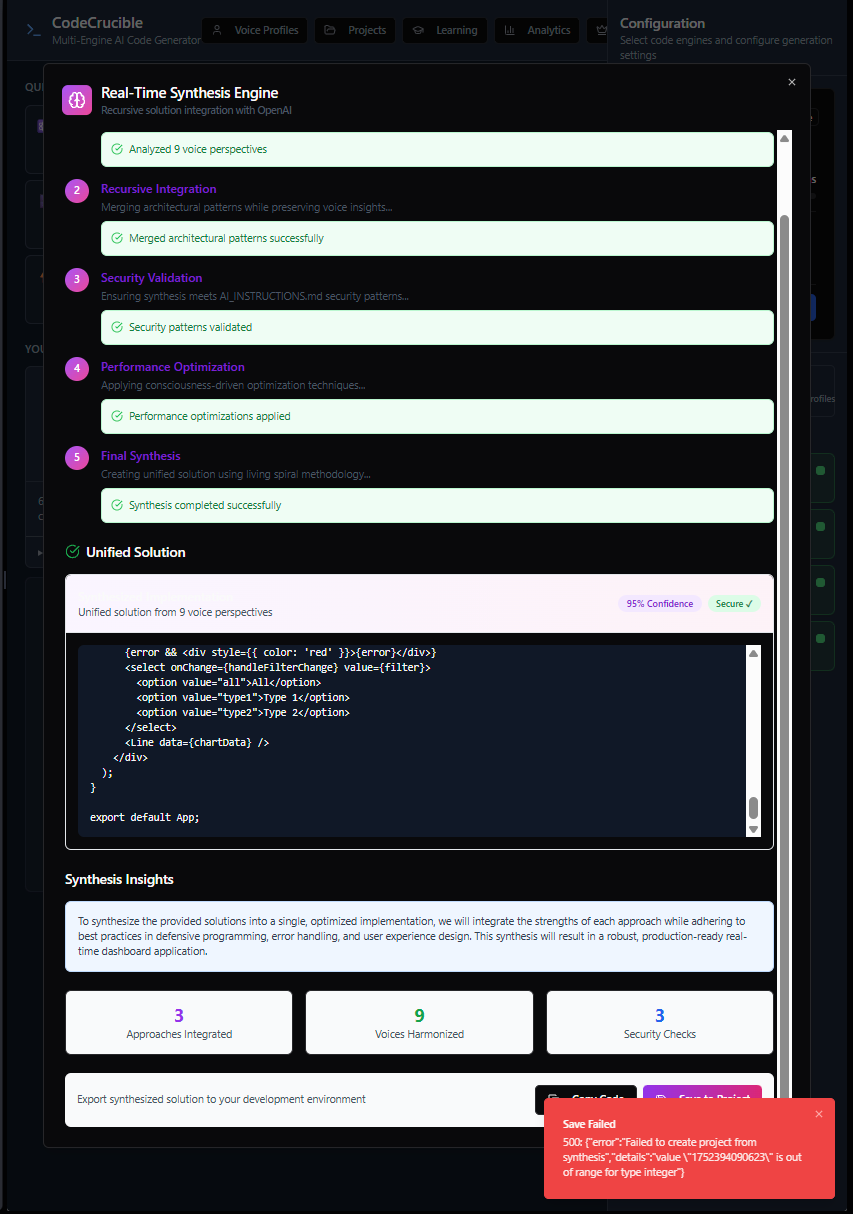 CodeCrucible
Multi-Engine AI Code Generator
Voice Profiles
Projects
Learning
Analytics
Configuration
Select code engines and configure generation
settings
Real-Time Synthesis Engine
Recursive solution integration with OpenAI
Analyzed 9 voice perspectives
2
Recursive Integration
Merging architectural patterns while preserving voice insights...
Merged architectural patterns successfully
3
Security Validation
Ensuring synthesis meets AI_INSTRUCTIONS.md security patterns...
Security patterns validated
4
Performance Optimization
Applying consciousness-driven optimization techniques...
Performance optimizations applied
5
Final Synthesis
Creating unified solution using living spiral methodology...
Synthesis completed successfully
Unified Solution
Unified solution from 9 voice perspectives
95% Confidence
Secure ✓
{error && <div style={{ color: 'red' }}>{error}</div>}
<select onChange={handleFilterChange} value={filter}>
<option value="all">All</option>
<option value="type1">Type 1</option>
<option value="type2">Type 2</option>
</select>
<Line data={chartData} />
</div>
);
}
export default App;
Synthesis Insights
To synthesize the provided solutions into a single, optimized implementation, we will integrate the strengths of each approach while adhering to
best practices in defensive programming, error handling, and user experience design. This synthesis will result in a robust, production-ready real-
time dashboard application.
3
Approaches Integrated
9
Voices Harmonized
3
Security Checks
Export synthesized solution to your development environment
Copy Code
Save to Project
Save Failed
500: {"error":"Failed to create project from
synthesis","details":"value \"1752394090623\" is out
of range for type integer"}